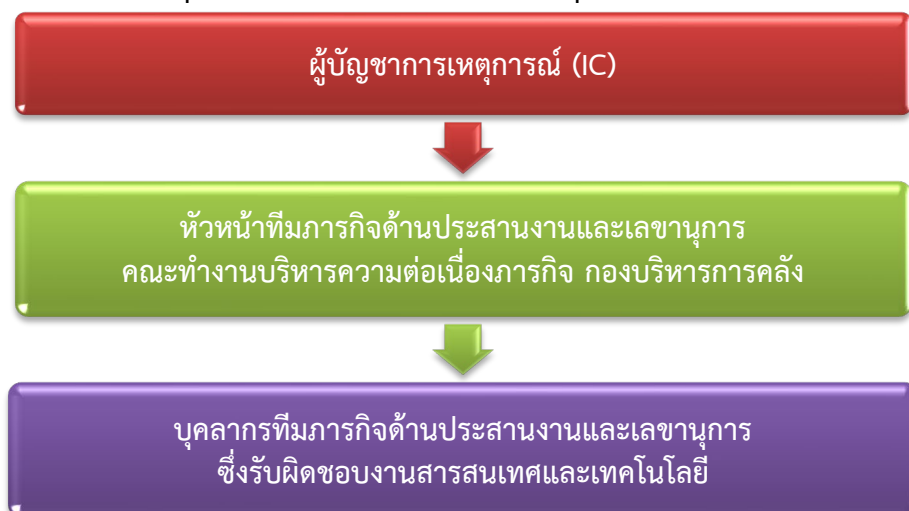 ผู้บัญชาการเหตุการณ์ (IC)
หัวหน้าทีมภารกิจด้านประสานงานและเลขานุการ
คณะทำงานบริหารความต่อเนื่องภารกิจ กองบริหารการคลัง
บุคลากรทีมภารกิจด้านประสานงานและเลขานุการ
ซึ่งรับผิดชอบงานสารสนเทศและเทคโนโลยี